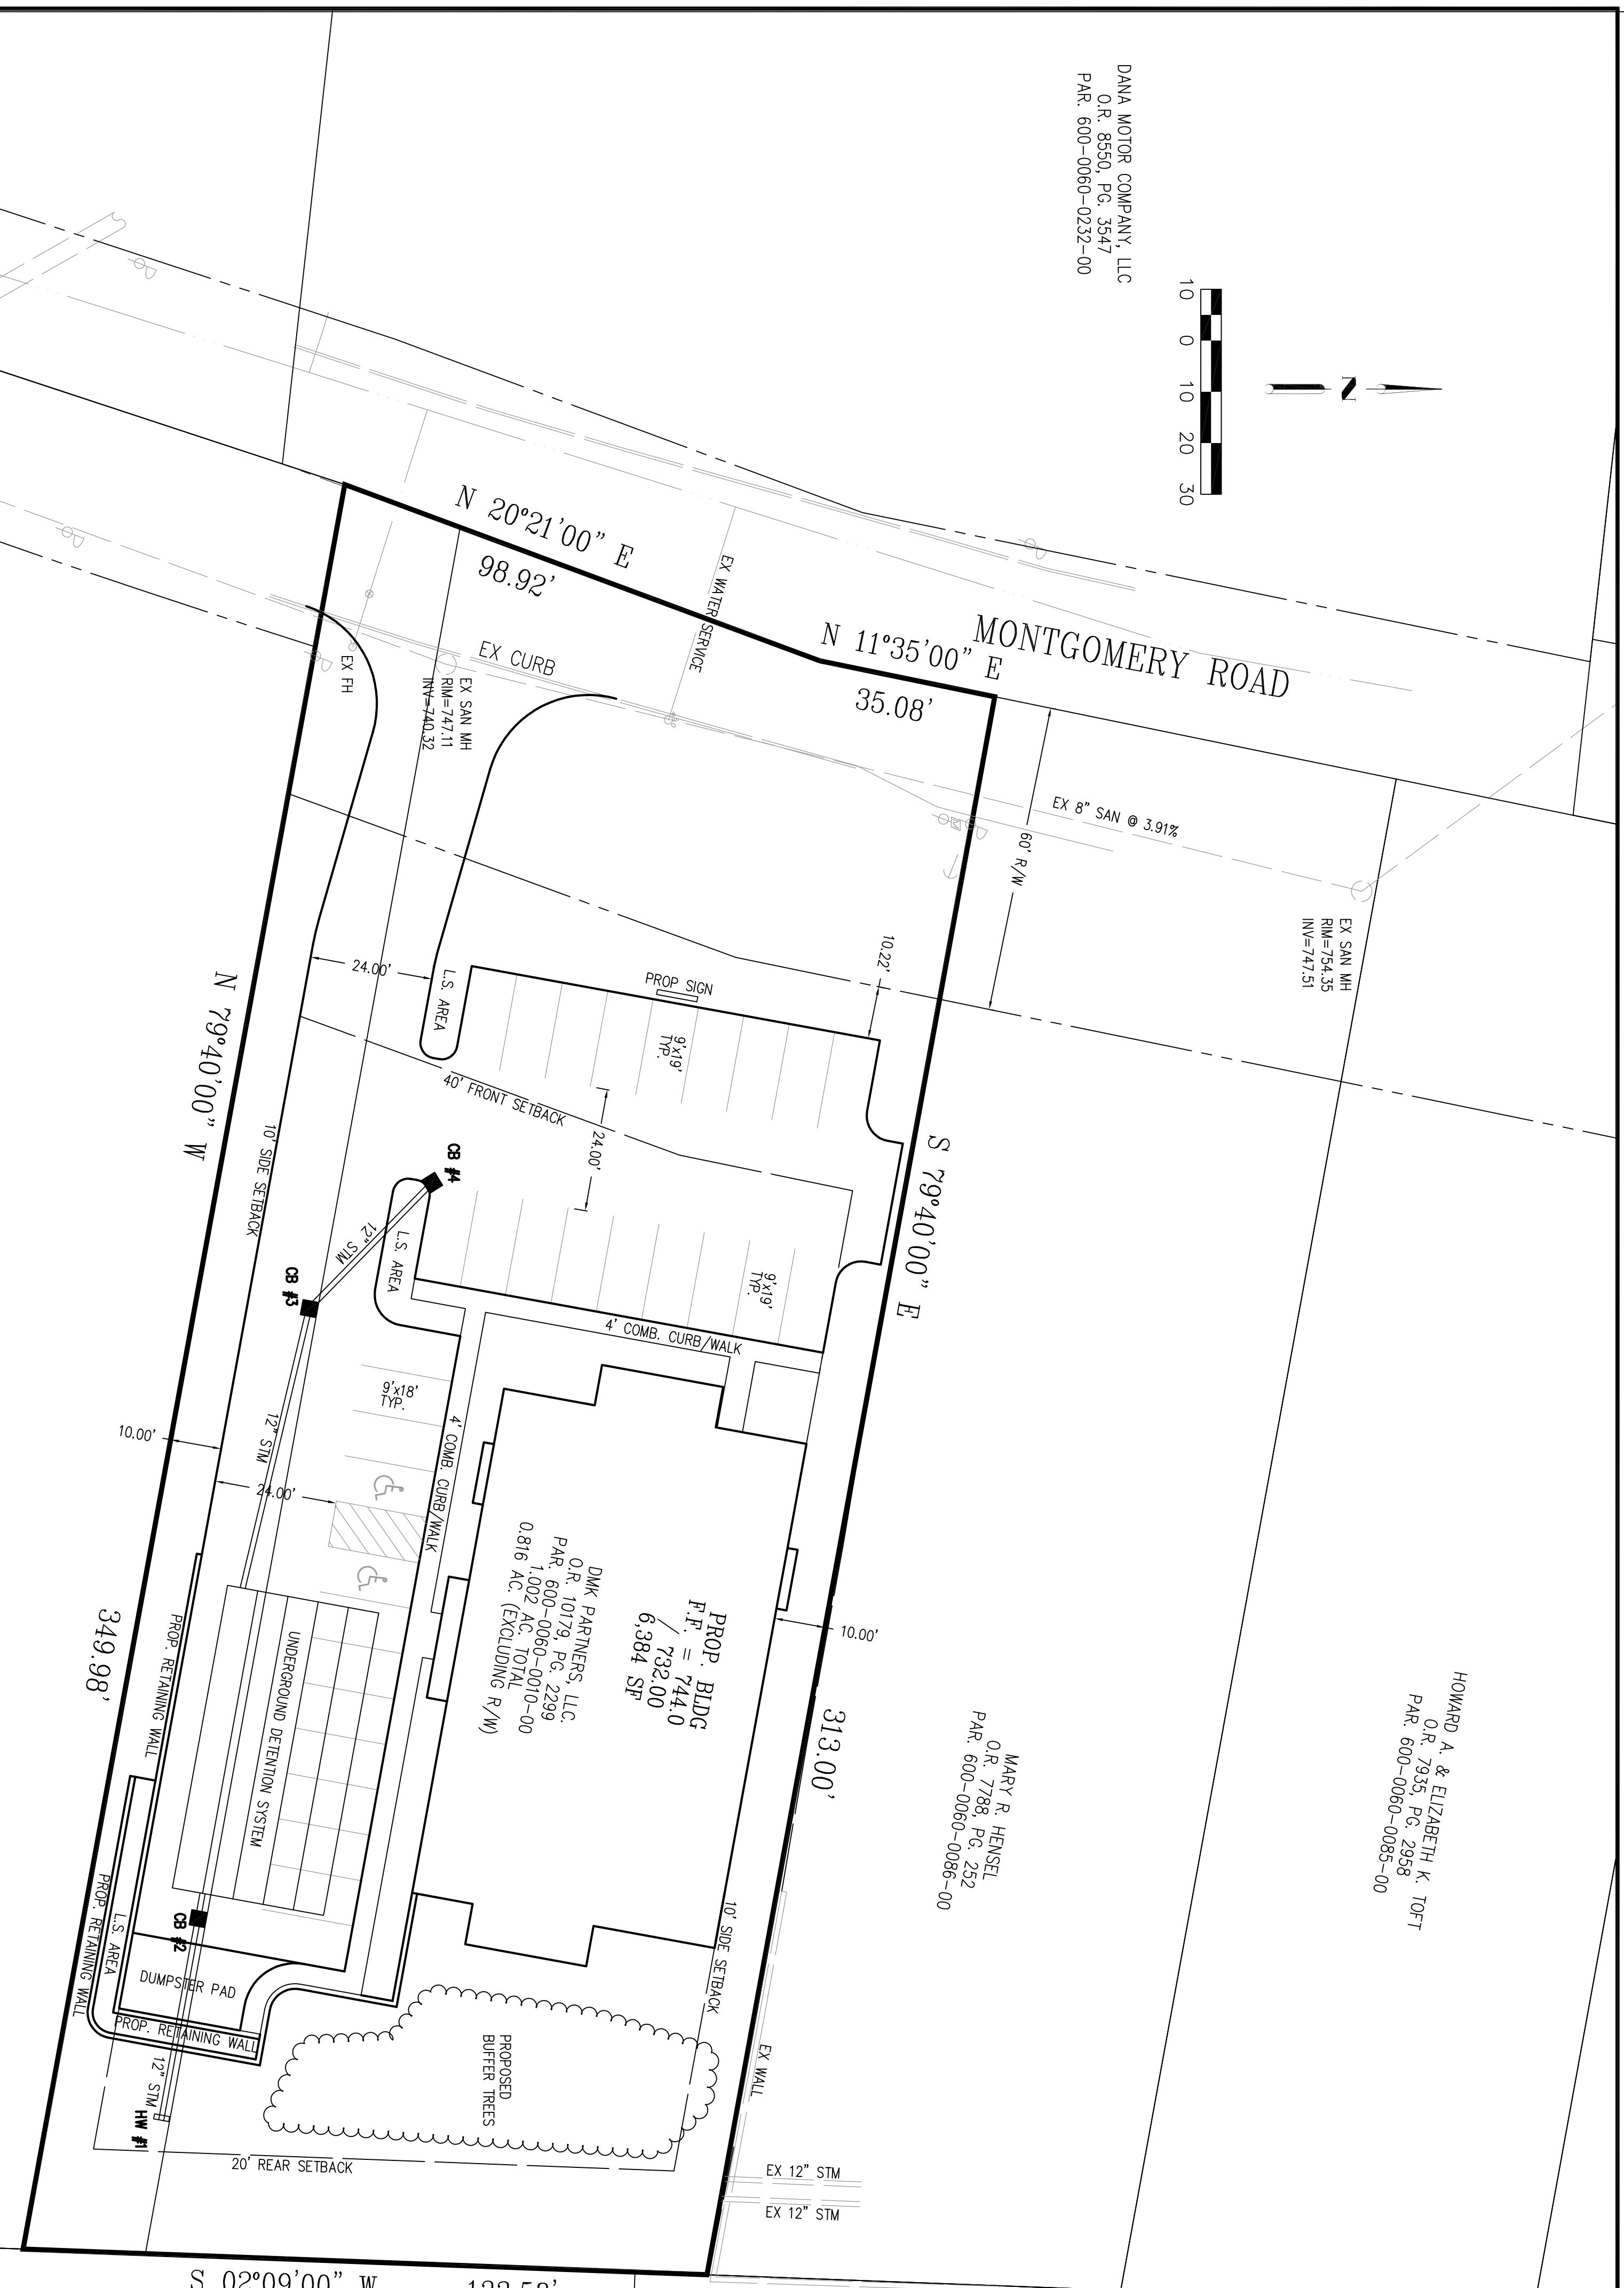 DANA MOTOR COMPANY, LLC
O.R. 8550, PG. 3547
PAR. 600-0060-0232-00
10 0 10 20 30
N
MONTGOMERY ROAD
N 20°21'00" E
98.92'
N 11°35'00" E
35.08'
EX WATER SERVICE
EX CURB
EX FH
EX SAN MH
RIM=747.11
INV=740.32
EX 8" SAN @ 3.91%
60' R/W
EX SAN MH
RIM=754.35
INV=747.51
10.22'
24.00'
L.S. AREA
PROP SIGN
9'x19'
TYP.
40' FRONT SETBACK
24.00'
S 79°40'00" E
313.00'
N 79°40'00" W
349.98'
10' SIDE SETBACK
CB #4
12" STM
L.S. AREA
CB #3
9'x19'
TYP.
4' COMB. CURB/WALK
9'x18'
TYP.
4' COMB. CURB/WALK
12" STM
10.00'
24.00'
10.00'
PROP. BLDG
F.F. = 744.0
/ 732.00
6,384 SF
DMK PARTNERS, LLC.
O.R. 10179, PG. 2299
PAR. 600-0060-0010-00
1.002 AC. TOTAL
0.816 AC. (EXCLUDING R/W)
MARY R. HENSEL
O.R. 7788, PG. 252
PAR. 600-0060-0086-00
HOWARD A. & ELIZABETH K. TOFT
O.R. 7935, PG. 2958
PAR. 600-0060-0085-00
UNDERGROUND DETENTION SYSTEM
PROP. RETAINING WALL
PROP. RETAINING WALL
L.S. AREA
CB #2
DUMPSTER PAD
PROP. RETAINING WALL
12" STM
HW #1
10' SIDE SETBACK
PROPOSED
BUFFER TREES
EX WALL
20' REAR SETBACK
EX 12" STM
EX 12" STM
S 02°09'00" W